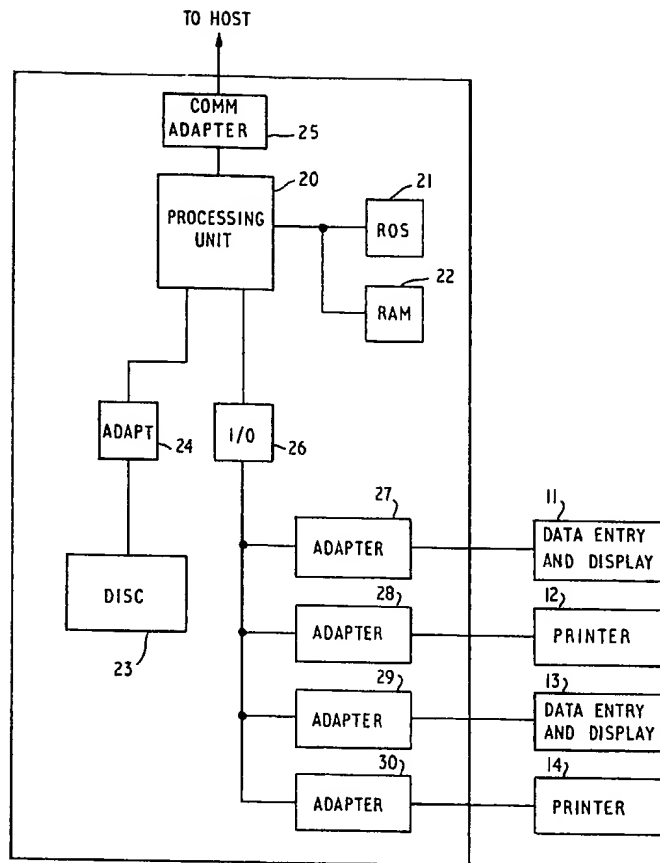 TO HOST
COMM
ADAPTER
25
20
PROCESSING
UNIT
21
ROS
22
RAM
ADAPT
24
I/O
26
DISC
23
27
ADAPTER
11
DATA ENTRY
AND DISPLAY
28
ADAPTER
12
PRINTER
29
ADAPTER
13
DATA ENTRY
AND DISPLAY
30
ADAPTER
14
PRINTER